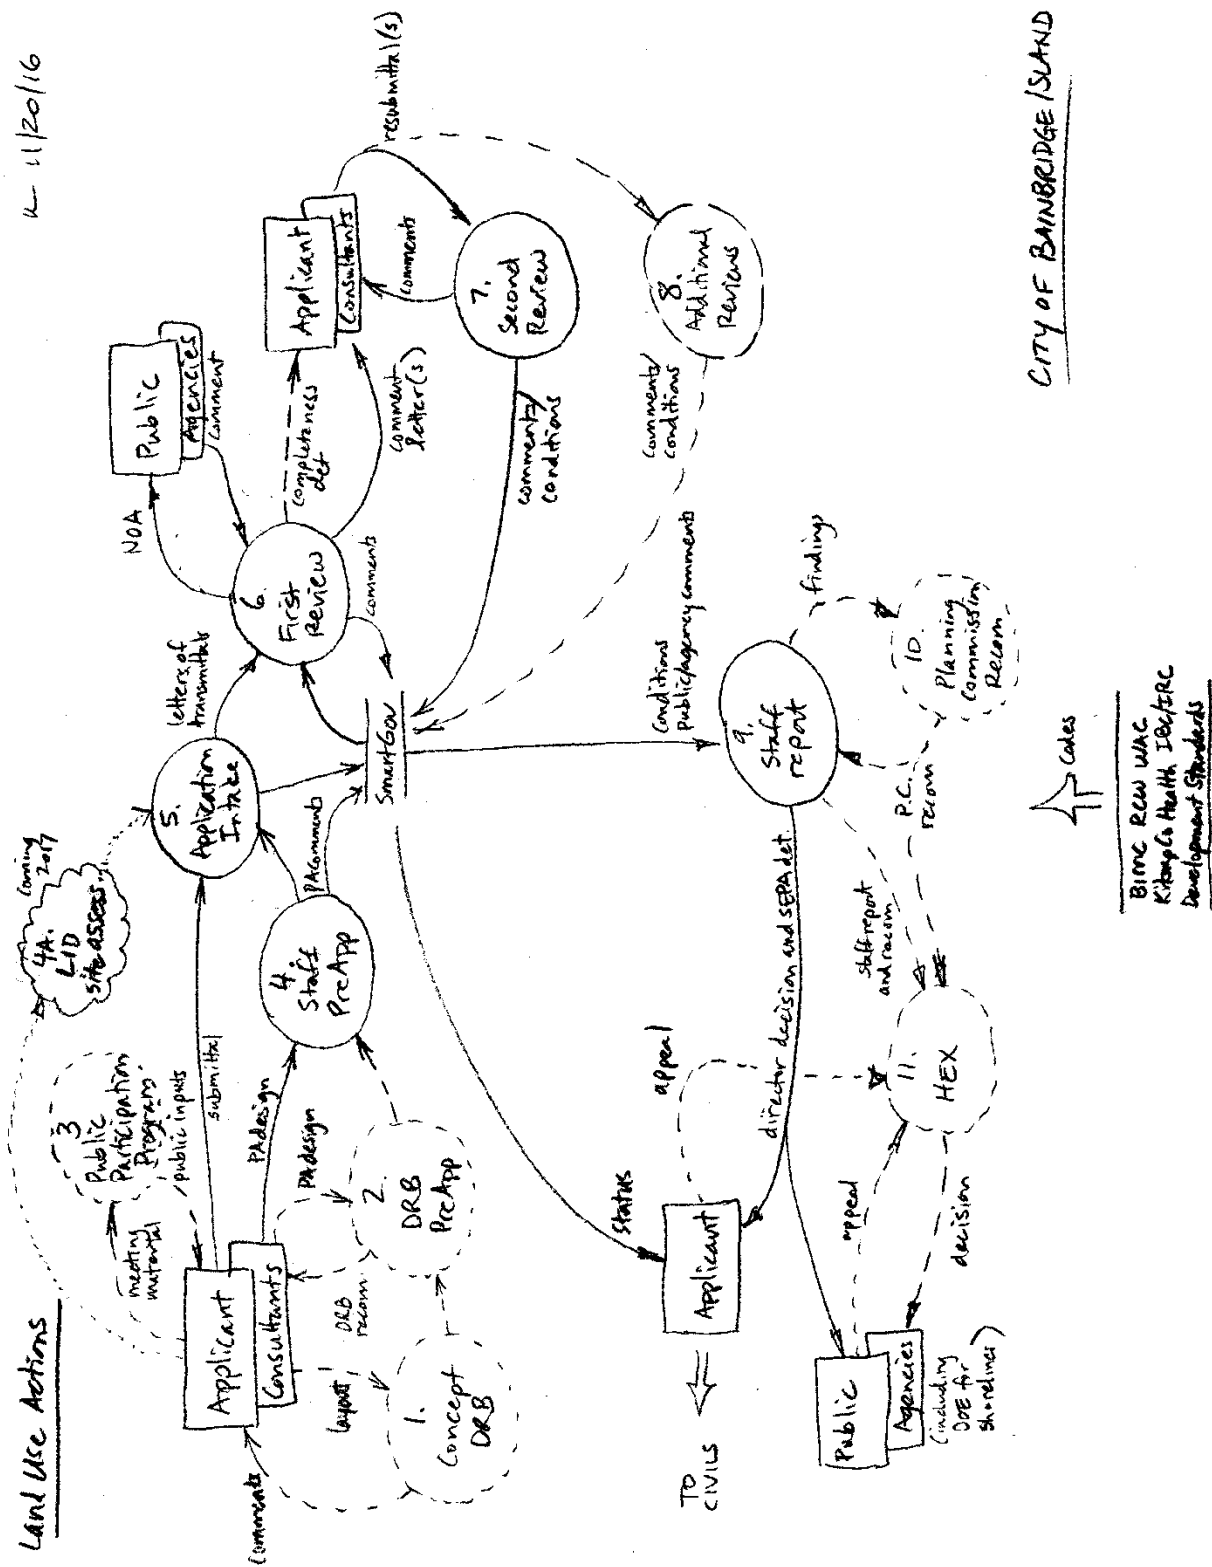 Land Use Actions
11/20/16
comments
Applicant
Consultants
layout
1.
Concept
DRB
DRB
recom
2.
DRB
PreApp
PA design
PA design
meeting
material
3
Public
Participation
Program
public inputs
submittal
4A.
LID
site assess.
coming
2017
4.
Staff
PreApp
PA comments
5.
Application
Intake
letters of
transmittals
SmartGov
6.
First
Review
comments
NOA
Public
Agencies
comment
completeness
det
comment
letter(s)
Applicant
Consultants
resubmittal(s)
comments
7.
Second
Review
comments/
conditions
8.
Additional
Reviews
comments/
conditions
Conditions
Public/agency comments
9.
Staff
report
findings
10.
Planning
Commission
Recom
P.C.
recom
staff report
and recom
director decision and SEPA det.
status
Applicant
appeal
TO
CIVILS
11.
HEX
appeal
decision
Public
Agencies
(including
DOE for
shorelines)
Codes
BIMC RCW WAC
Kitsap Co Health IBC/IRC
Development Standards
CITY OF BAINBRIDGE ISLAND